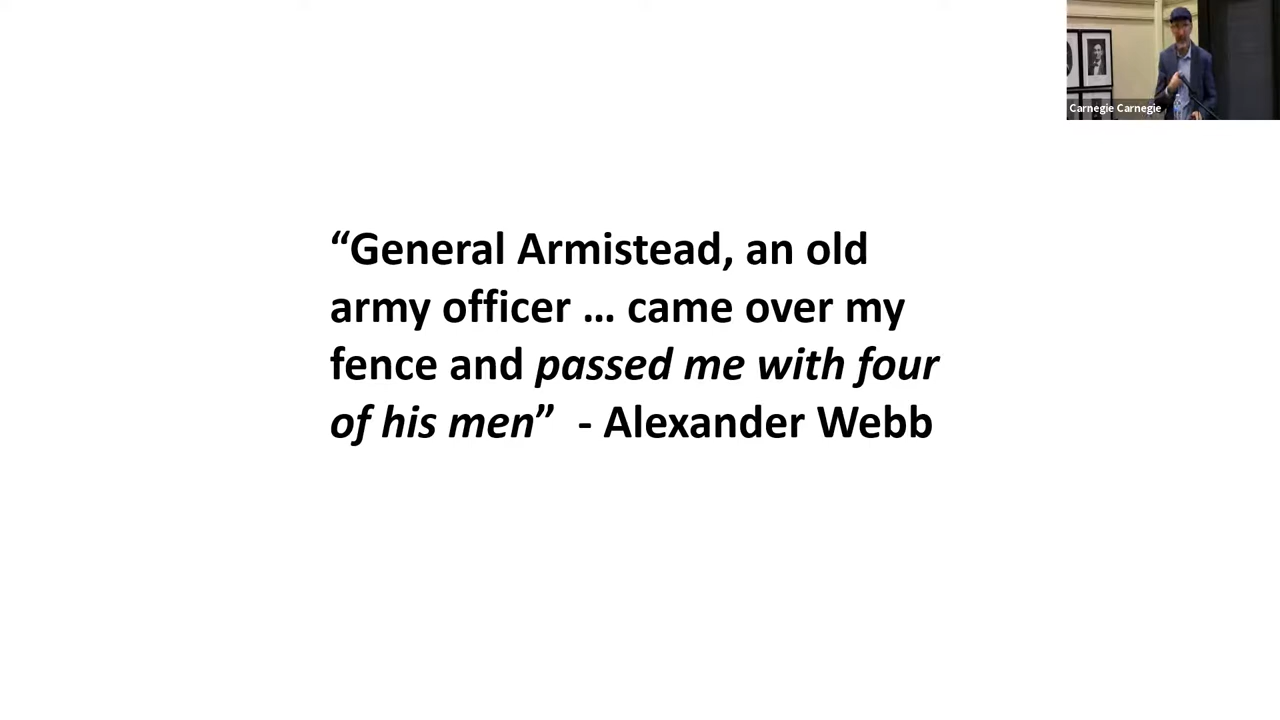 Carnegie Carnegie
“General Armistead, an old
army officer … came over my
fence and passed me with four
of his men”  - Alexander Webb